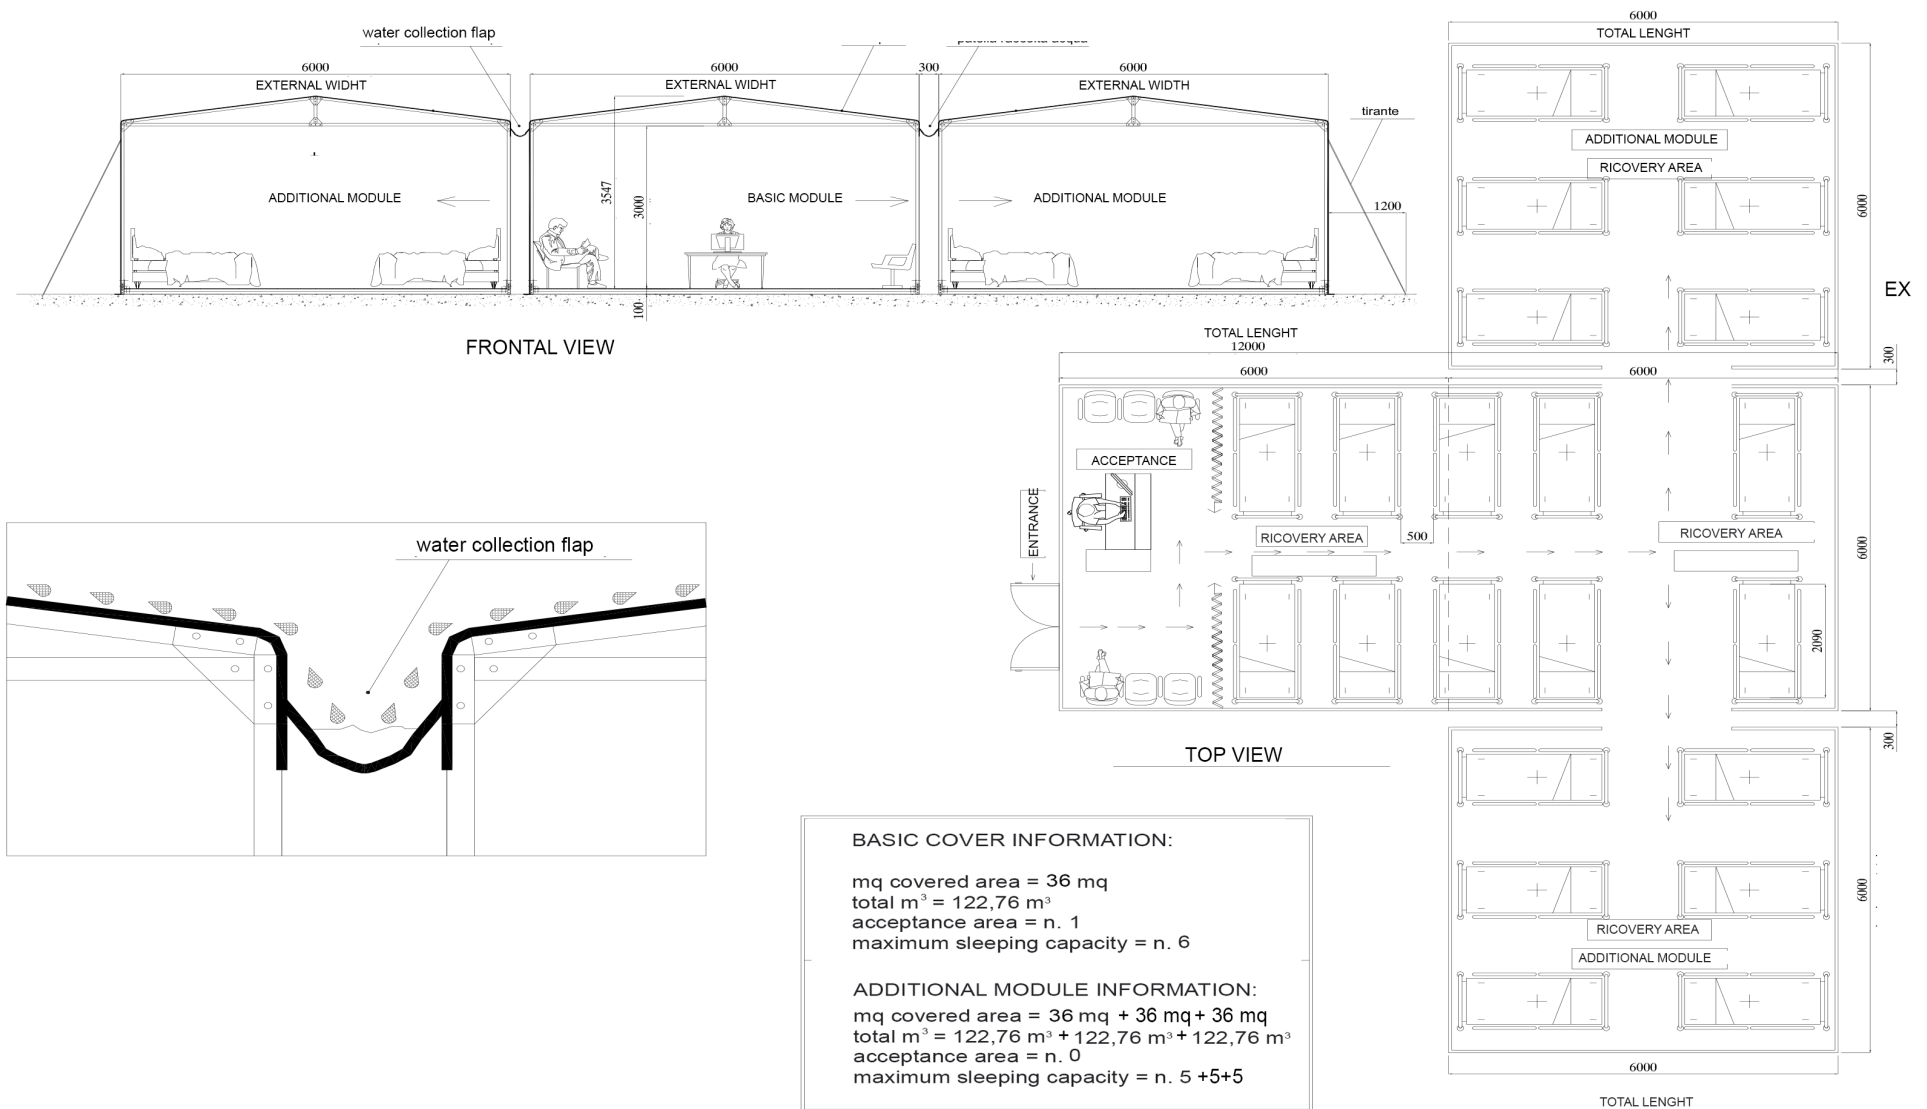 water collection flap
6000
EXTERNAL WIDHT
6000
EXTERNAL WIDHT
300
6000
EXTERNAL WIDTH
tirante
ADDITIONAL MODULE
3547
3000
BASIC MODULE
ADDITIONAL MODULE
1200
100
FRONTAL VIEW
6000
TOTAL LENGHT
ADDITIONAL MODULE
RICOVERY AREA
6000
EX
300
TOTAL LENGHT
12000
6000
6000
ACCEPTANCE
ENTRANCE
RICOVERY AREA
500
RICOVERY AREA
6000
2090
300
TOP VIEW
6000
RICOVERY AREA
ADDITIONAL MODULE
6000
TOTAL LENGHT
water collection flap
BASIC COVER INFORMATION:
mq covered area = 36 mq
total m³ = 122,76 m³
acceptance area = n. 1
maximum sleeping capacity = n. 6
ADDITIONAL MODULE INFORMATION:
mq covered area = 36 mq + 36 mq + 36 mq
total m³ = 122,76 m³ + 122,76 m³ + 122,76 m³
acceptance area = n. 0
maximum sleeping capacity = n. 5 +5+5